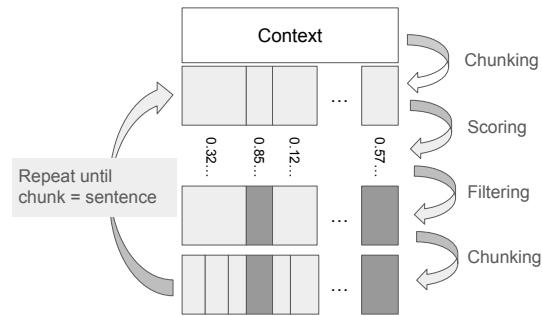 Context
Chunking
...
Scoring
0.32...
0.85...
0.12...
0.57...
Repeat until
chunk = sentence
Filtering
...
Chunking
...